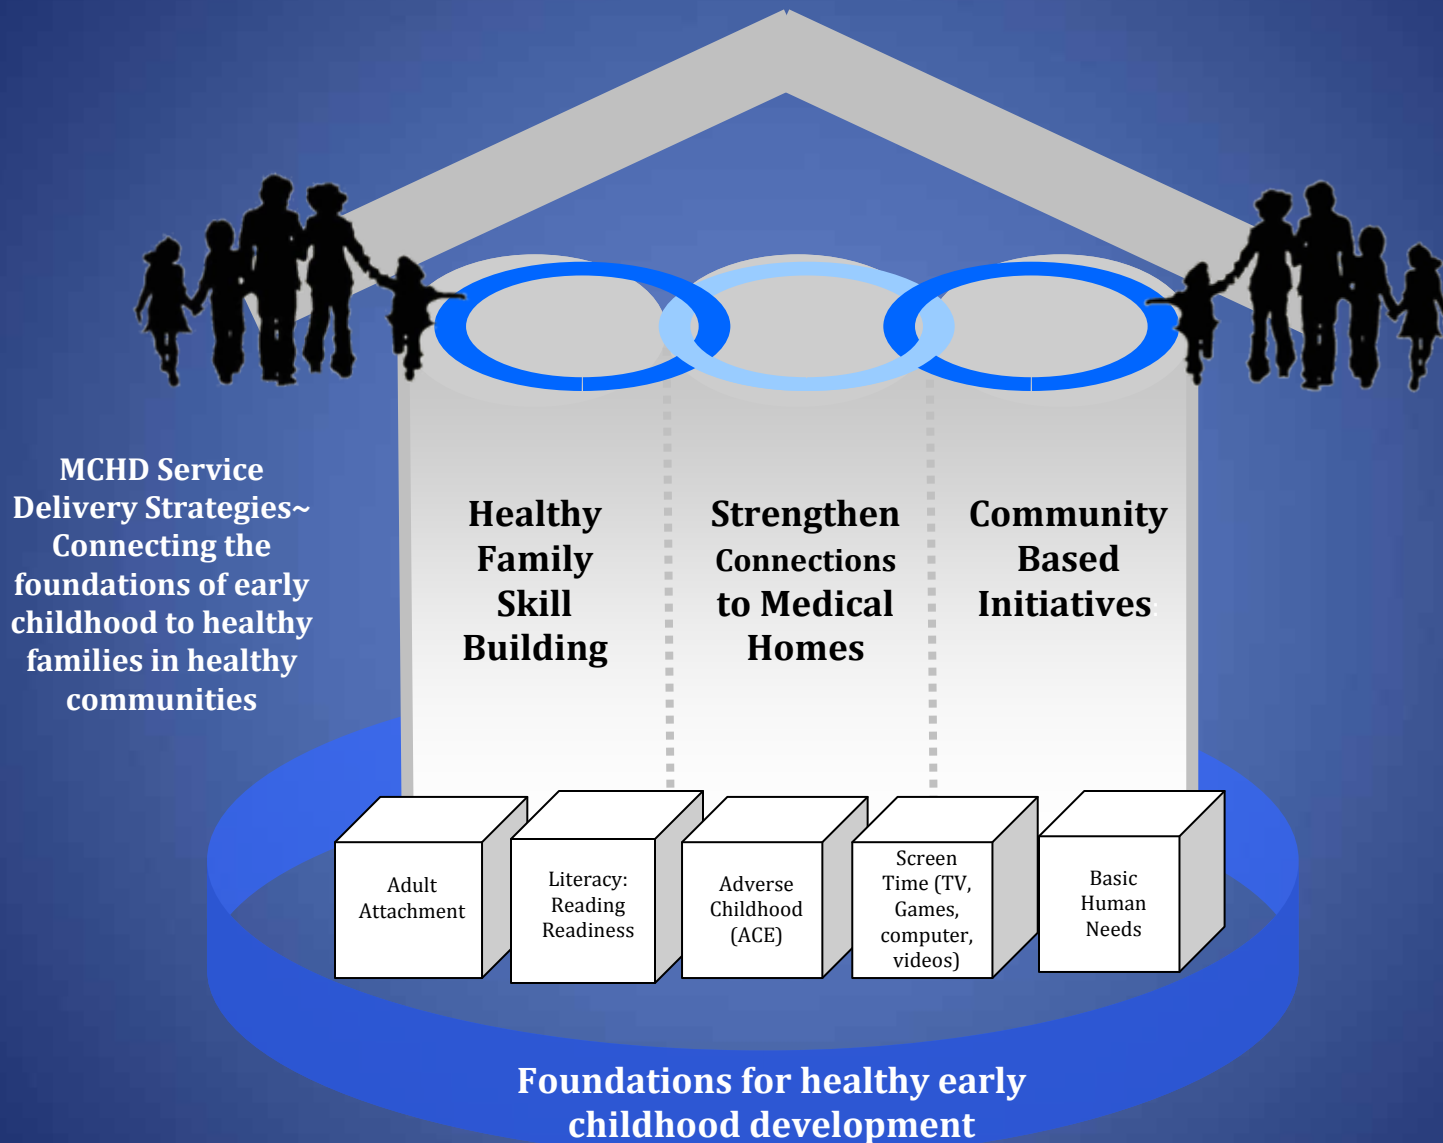 MCHD Service
Delivery Strategies~
Connecting the
foundations of early
childhood to healthy
families in healthy
communities
Healthy
Family
Skill
Building
Strengthen
Connections
to Medical
Homes
Community
Based
Initiatives:
Adult
Attachment
Literacy:
Reading
Readiness
Adverse
Childhood
(ACE)
Screen
Time (TV,
Games,
computer,
videos)
Basic
Human
Needs
Foundations for healthy early
childhood development